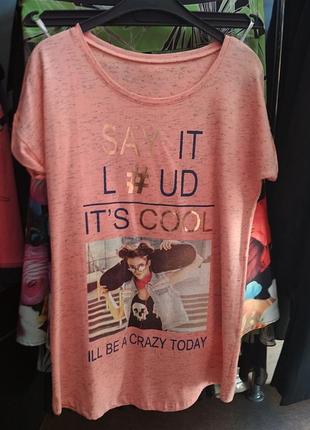 SAY IT
L # UD
IT'S COOL
ILL BE A CRAZY TODAY